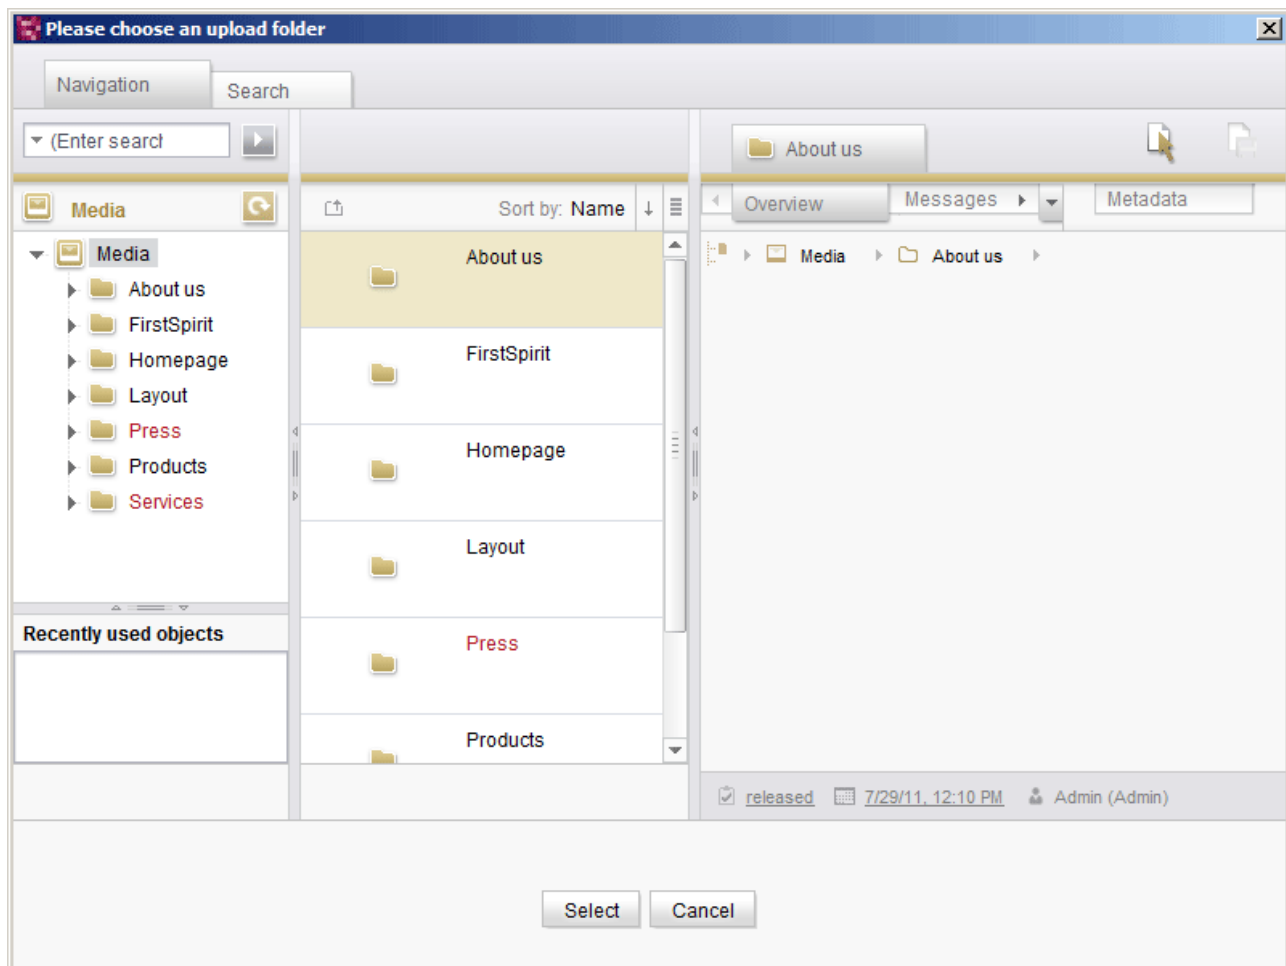 Please choose an upload folder
Navigation
Search
(Enter search
About us
Media
Sort by: Name
Overview
Messages
Metadata
Media
About us
FirstSpirit
Homepage
Layout
Press
Products
Services
Recently used objects
About us
FirstSpirit
Homepage
Layout
Press
Products
Media
About us
released
7/29/11, 12:10 PM
Admin (Admin)
Select
Cancel